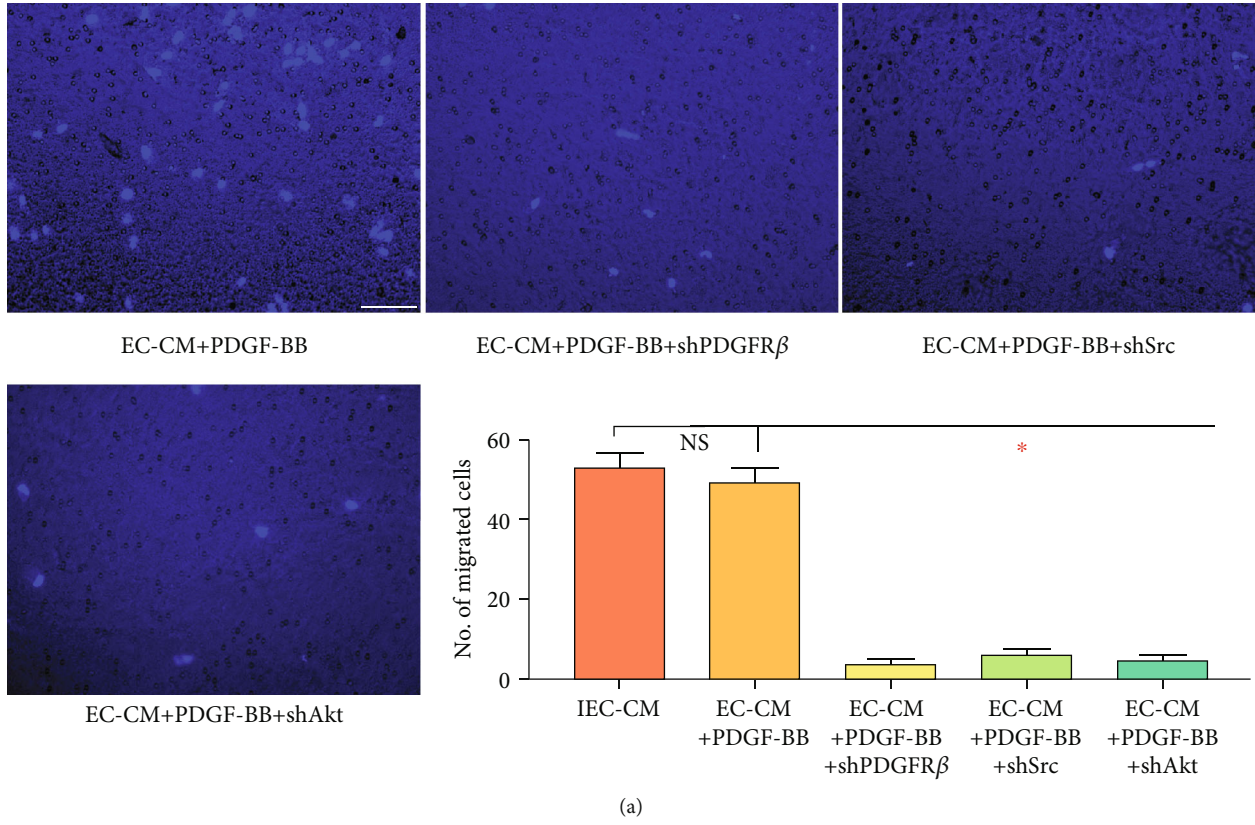 EC-CM+PDGF-BB
EC-CM+PDGF-BB+shPDGFRβ
EC-CM+PDGF-BB+shSrc
EC-CM+PDGF-BB+shAkt
No. of migrated cells
60
40
20
0
NS
*
IEC-CM
EC-CM
+PDGF-BB
EC-CM
+PDGF-BB
+shPDGFRβ
EC-CM
+PDGF-BB
+shSrc
EC-CM
+PDGF-BB
+shAkt
(a)